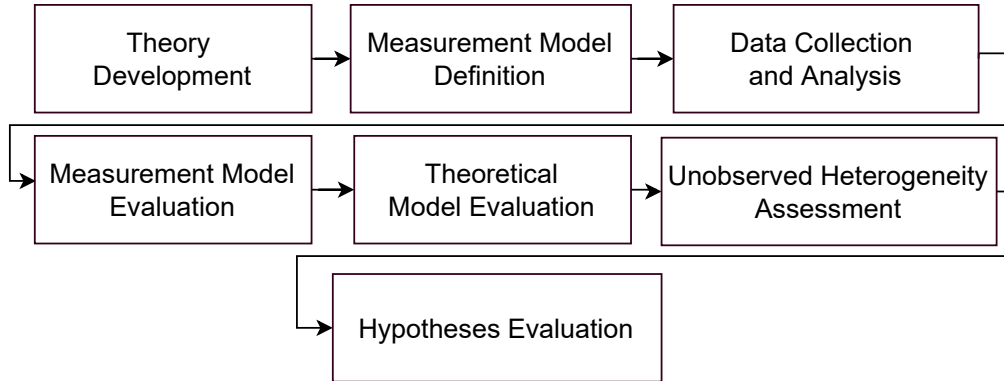 Theory
Development
Measurement Model
Definition
Data Collection
and Analysis
Measurement Model
Evaluation
Theoretical
Model Evaluation
Unobserved Heterogeneity
Assessment
Hypotheses Evaluation